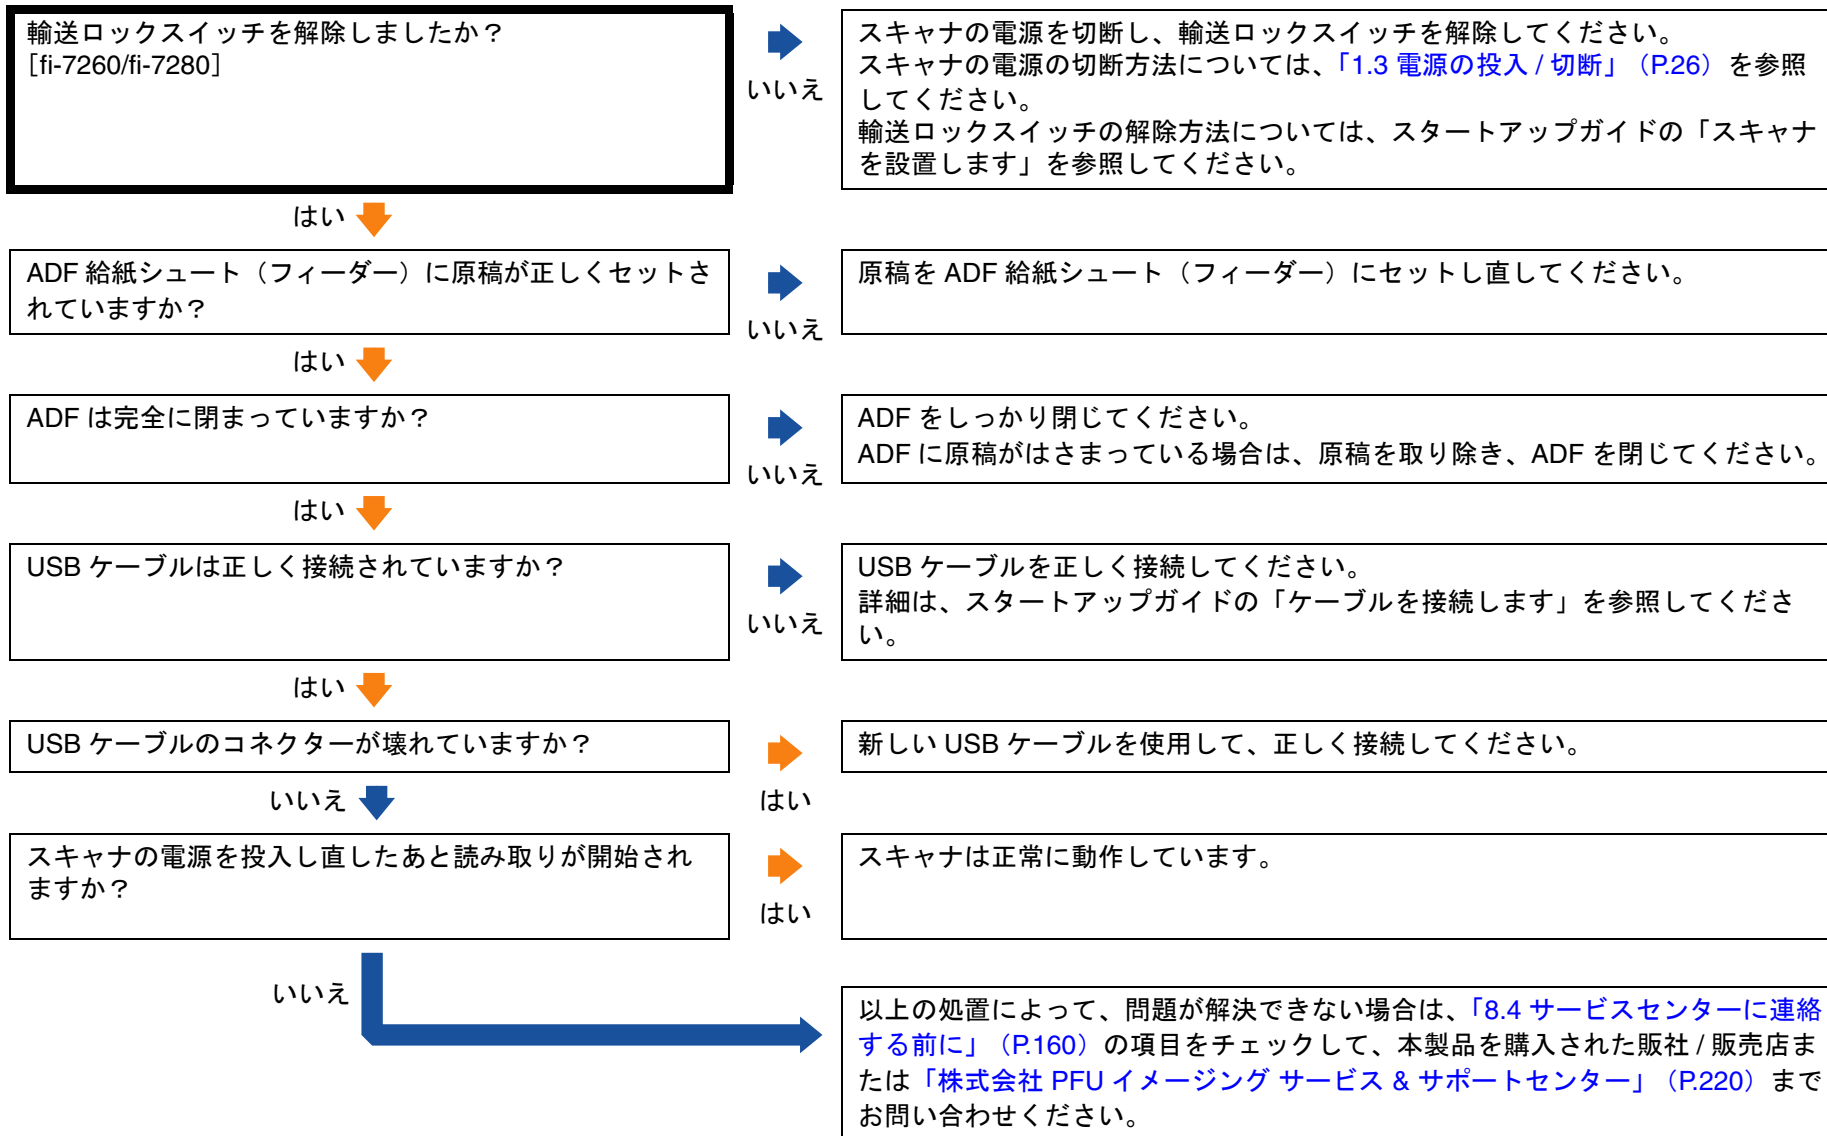 輸送ロックスイッチを解除しましたか？
［fi-7260/fi-7280］
いいえ
スキャナの電源を切断し、輸送ロックスイッチを解除してください。
スキャナの電源の切断方法については、「1.3 電源の投入 / 切断」（P.26）を参照
してください。
輸送ロックスイッチの解除方法については、スタートアップガイドの「スキャナ
を設置します」を参照してください。
はい
ADF 給紙シュート（フィーダー）に原稿が正しくセットさ
れていますか？
いいえ
原稿を ADF 給紙シュート（フィーダー）にセットし直してください。
はい
ADF は完全に閉まっていますか？
いいえ
ADF をしっかり閉じてください。
ADF に原稿がはさまっている場合は、原稿を取り除き、ADF を閉じてください。
はい
USB ケーブルは正しく接続されていますか？
いいえ
USB ケーブルを正しく接続してください。
詳細は、スタートアップガイドの「ケーブルを接続します」を参照してくださ
い。
はい
USB ケーブルのコネクターが壊れていますか？
はい
新しい USB ケーブルを使用して、正しく接続してください。
いいえ
スキャナの電源を投入し直したあと読み取りが開始され
ますか？
はい
スキャナは正常に動作しています。
いいえ
以上の処置によって、問題が解決できない場合は、「8.4 サービスセンターに連絡
する前に」（P.160）の項目をチェックして、本製品を購入された販社 / 販売店ま
たは「株式会社 PFU イメージング サービス & サポートセンター」（P.220）まで
お問い合わせください。